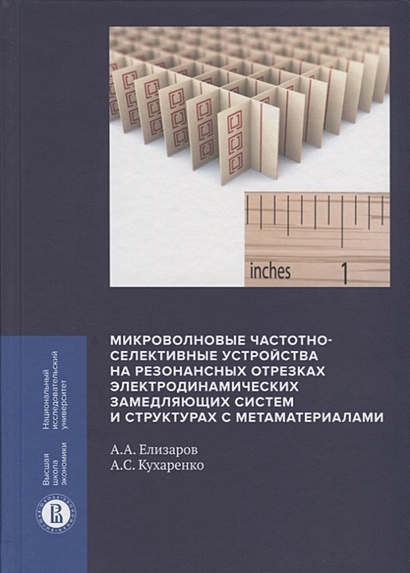 inches 1
МИКРОВОЛНОВЫЕ ЧАСТОТНО-
СЕЛЕКТИВНЫЕ УСТРОЙСТВА
НА РЕЗОНАНСНЫХ ОТРЕЗКАХ
ЭЛЕКТРОДИНАМИЧЕСКИХ
ЗАМЕДЛЯЮЩИХ СИСТЕМ
И СТРУКТУРАХ С МЕТАМАТЕРИАЛАМИ
А.А. Елизаров
А.С. Кухаренко
Национальный
исследовательский
университет
Высшая
школа
экономики